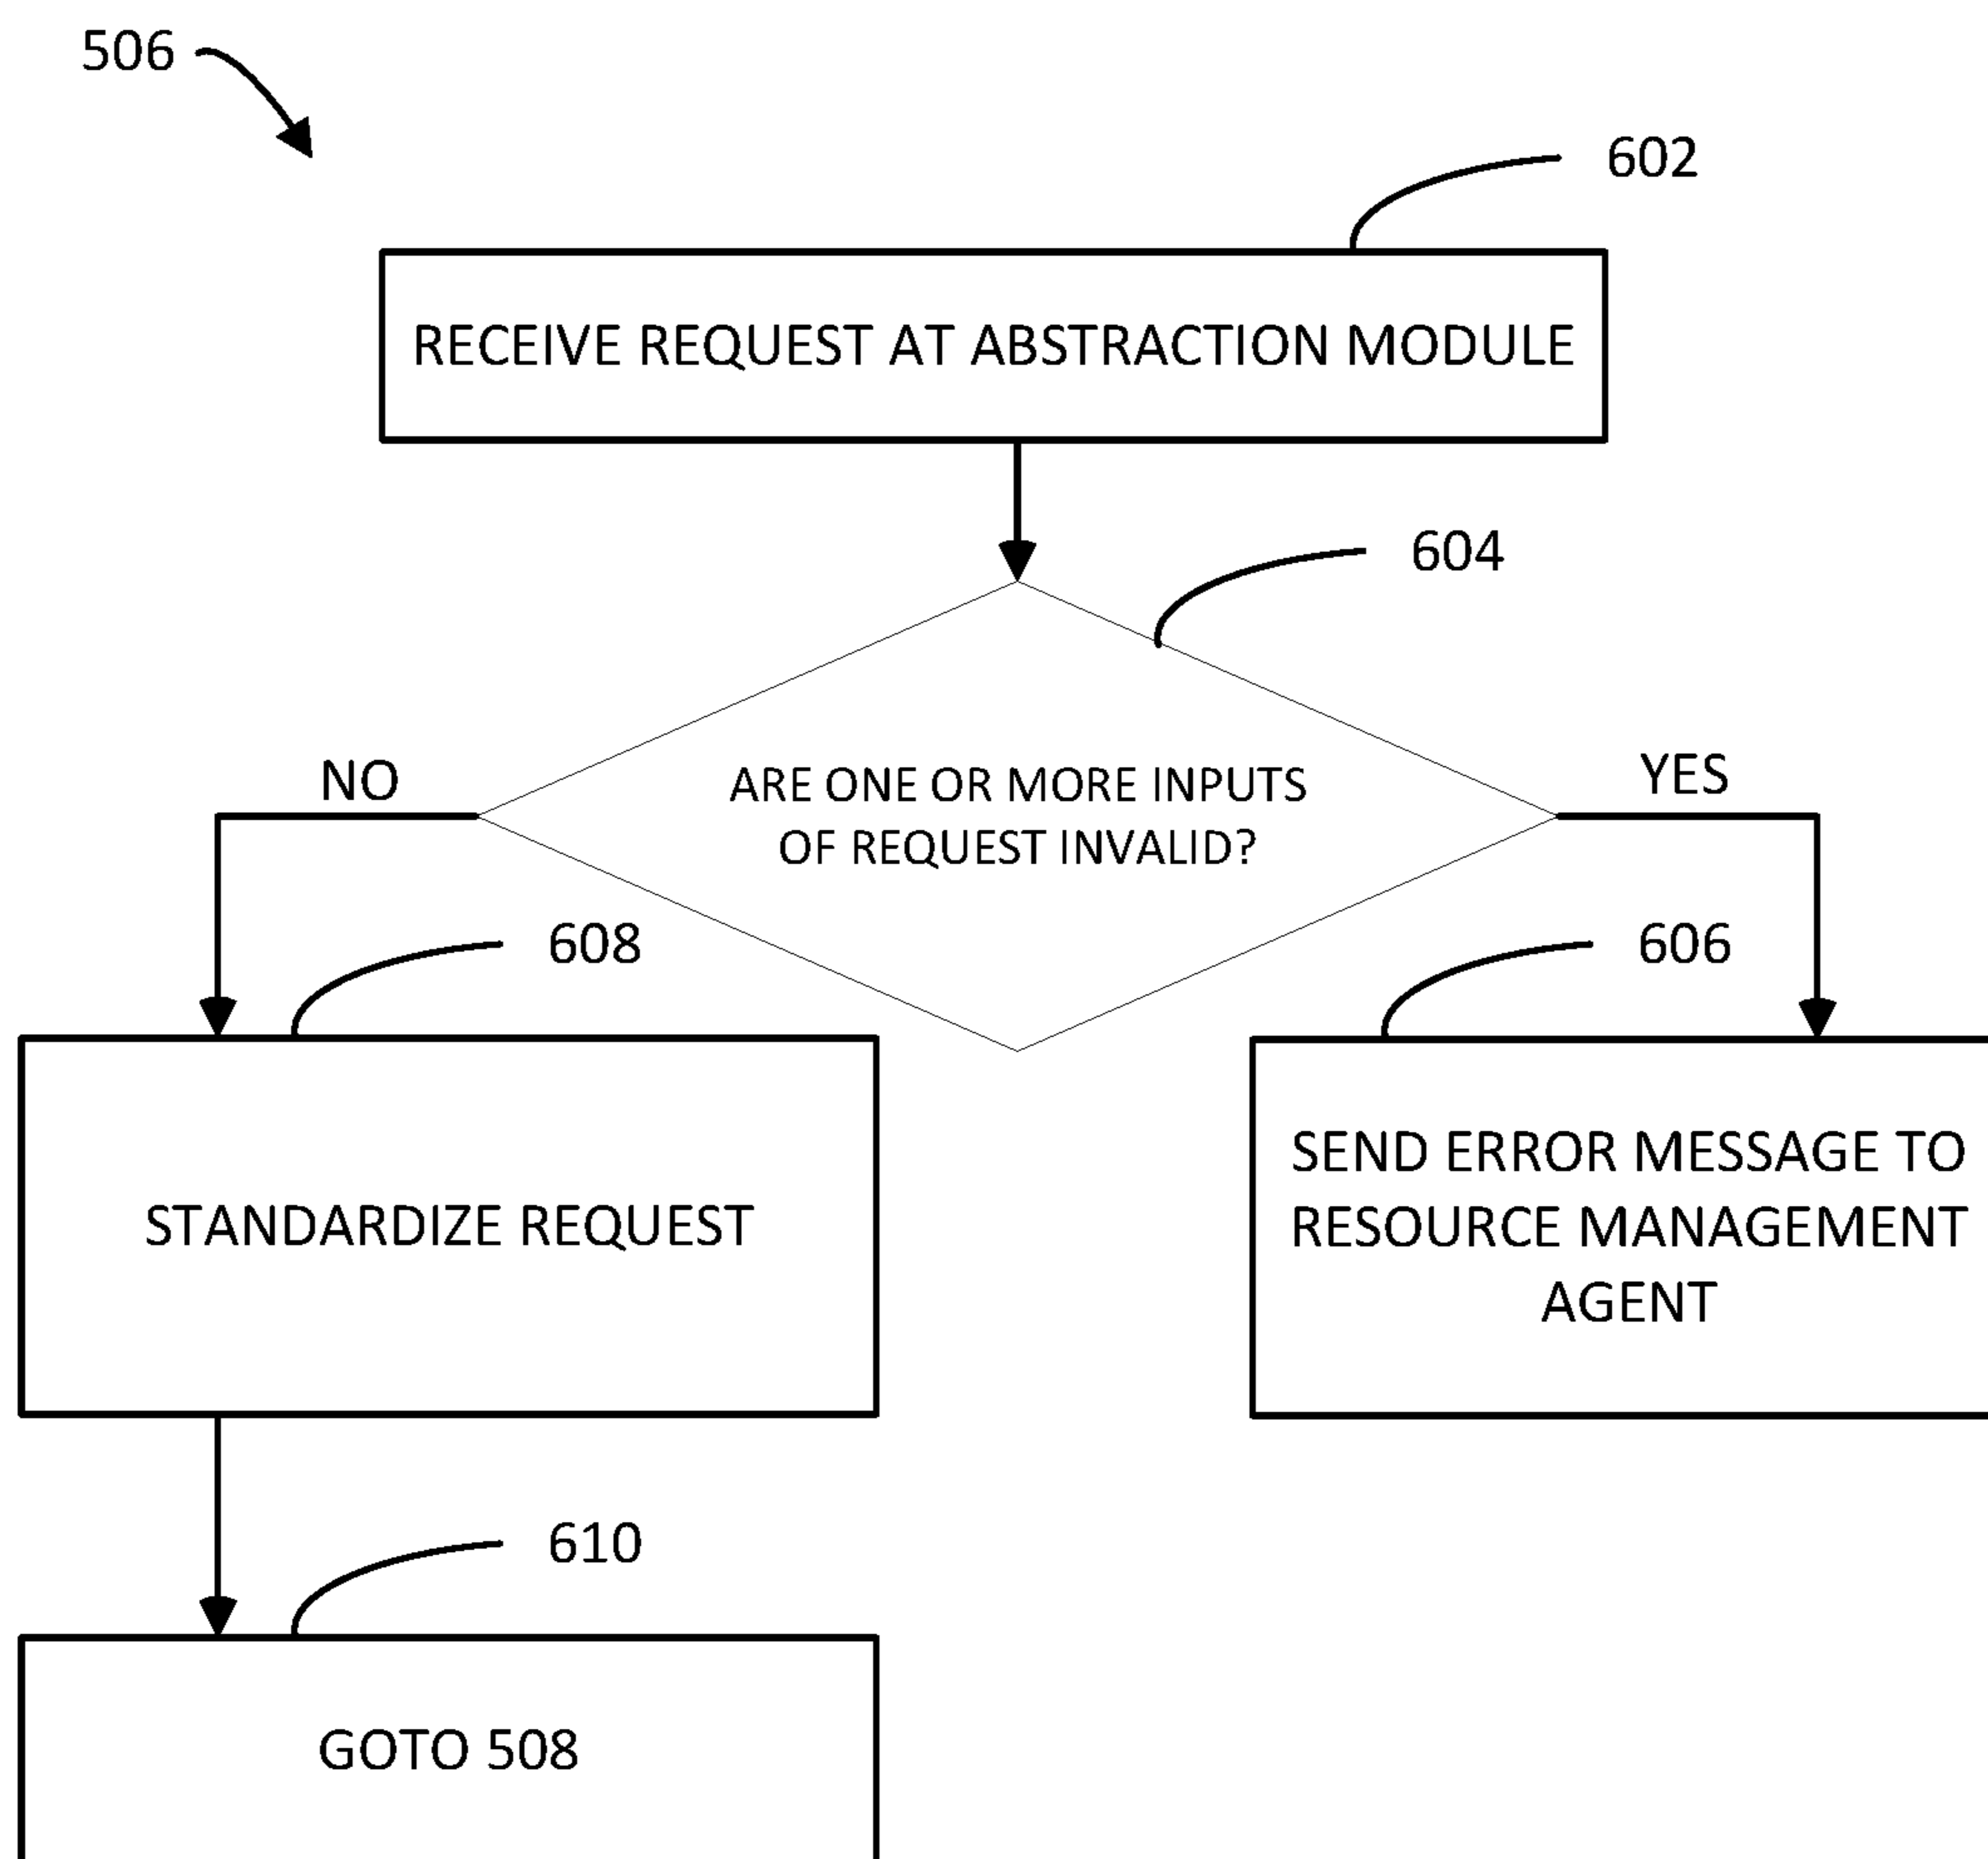 506
602
RECEIVE REQUEST AT ABSTRACTION MODULE
604
ARE ONE OR MORE INPUTS
OF REQUEST INVALID?
NO
YES
608
606
STANDARDIZE REQUEST
SEND ERROR MESSAGE TO
RESOURCE MANAGEMENT
AGENT
610
GOTO 508